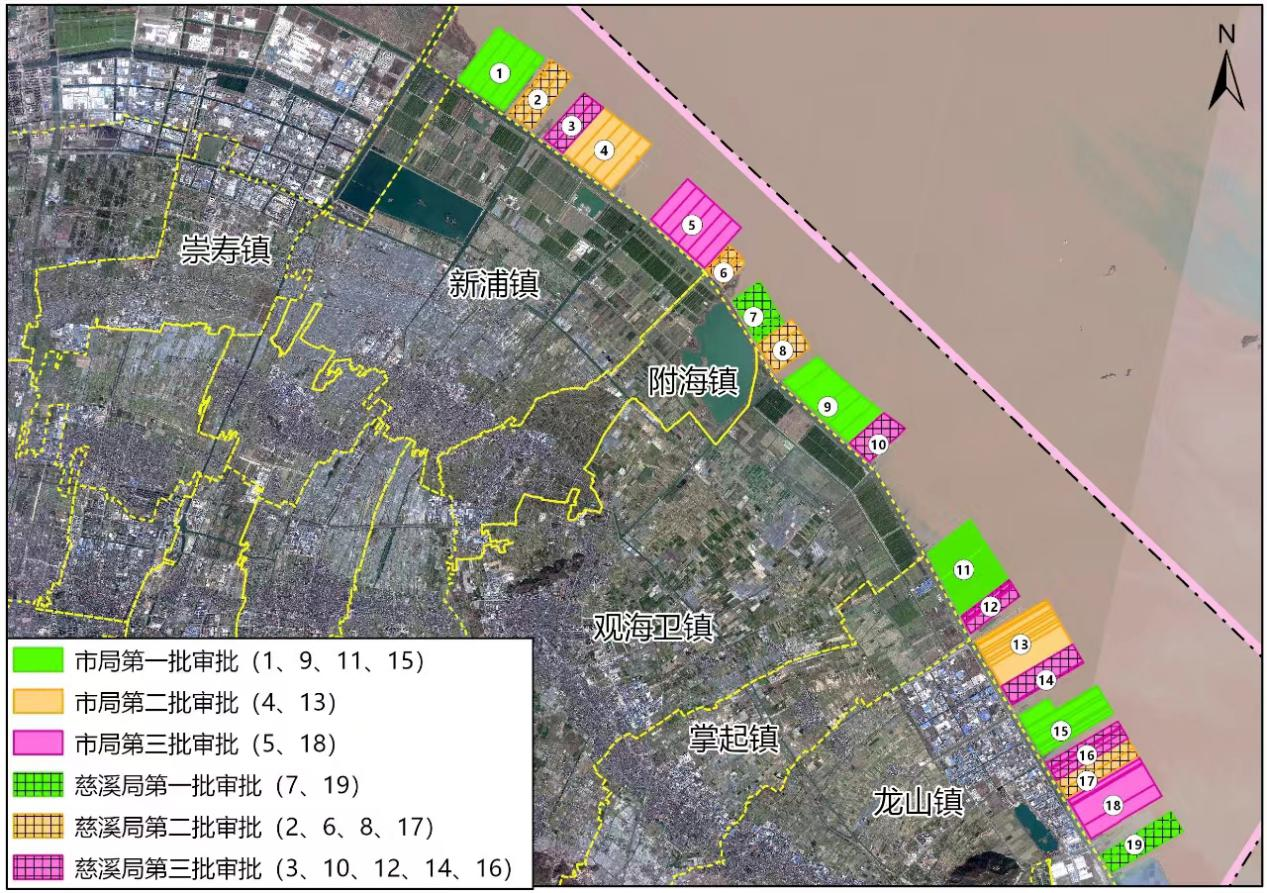 N
1
2
3
4
5
6
7
8
9
10
11
12
13
14
15
16
17
18
19
崇寿镇
新浦镇
附海镇
观海卫镇
掌起镇
龙山镇
市局第一批审批（1、9、11、15）
市局第二批审批（4、13）
市局第三批审批（5、18）
慈溪局第一批审批（7、19）
慈溪局第二批审批（2、6、8、17）
慈溪局第三批审批（3、10、12、14、16）